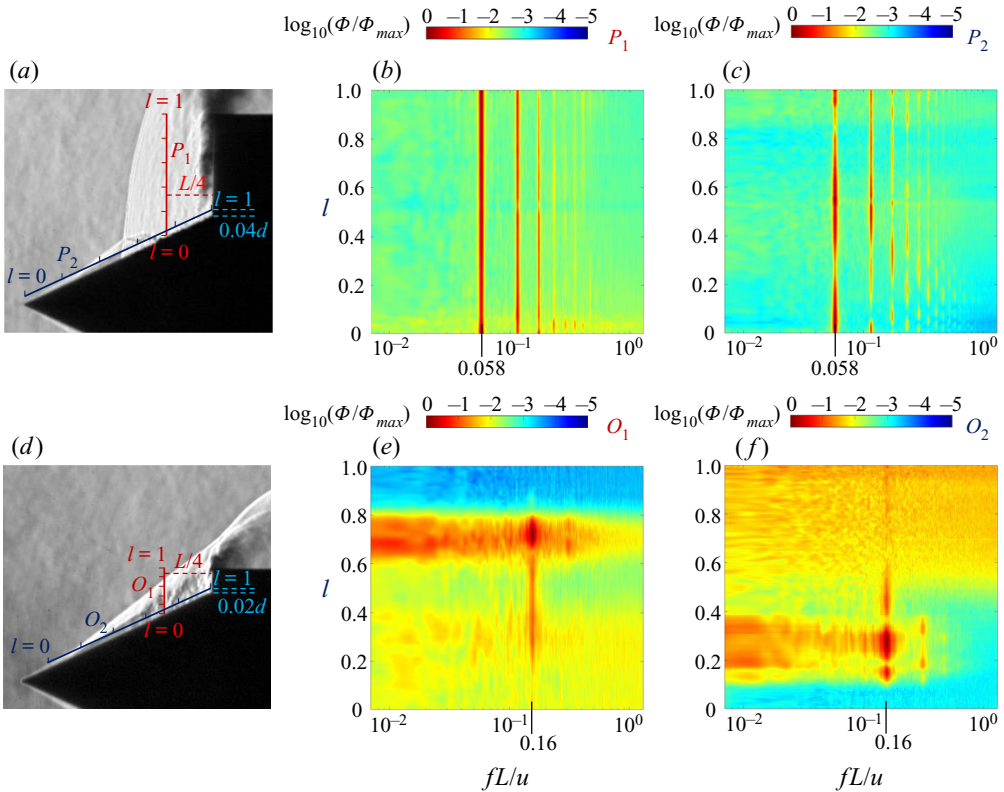 log₁₀(Φ/Φmax) 0 −1 −2 −3 −4 −5 P₁
log₁₀(Φ/Φmax) 0 −1 −2 −3 −4 −5 P₂
(a) (b) (c)
l = 1
P₁
L/4
l = 1
0.04d
l = 0
P₂
l = 0
1.0
0.8
0.6
l
0.4
0.2
0
10⁻² 10⁻¹ 10⁰
0.058
1.0
0.8
0.6
0.4
0.2
0
10⁻² 10⁻¹ 10⁰
0.058
log₁₀(Φ/Φmax) 0 −1 −2 −3 −4 −5 O₁
log₁₀(Φ/Φmax) 0 −1 −2 −3 −4 −5 O₂
(d) (e) (f)
l = 1
L/4
O₁
l = 1
0.02d
l = 0
O₂
l = 0
1.0
0.8
0.6
l
0.4
0.2
0
10⁻² 10⁻¹ 10⁰
0.16
fL/u
1.0
0.8
0.6
0.4
0.2
0
10⁻² 10⁻¹ 10⁰
0.16
fL/u